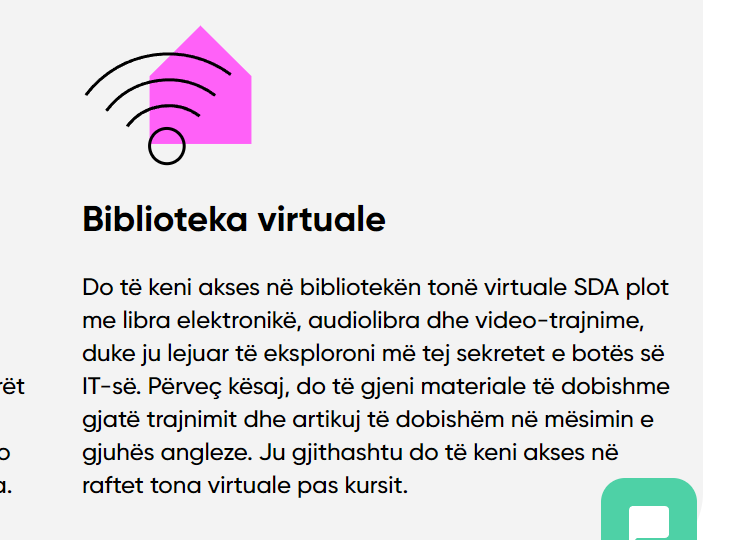 Biblioteka virtuale
Do të keni akses në bibliotekën tonë virtuale SDA plot
me libra elektronikë, audiolibra dhe video-trajnime,
duke ju lejuar të eksploroni më tej sekretet e botës së
IT-së. Përveç kësaj, do të gjeni materiale të dobishme
gjatë trajnimit dhe artikuj të dobishëm në mësimin e
gjuhës angleze. Ju gjithashtu do të keni akses në
raftet tona virtuale pas kursit.